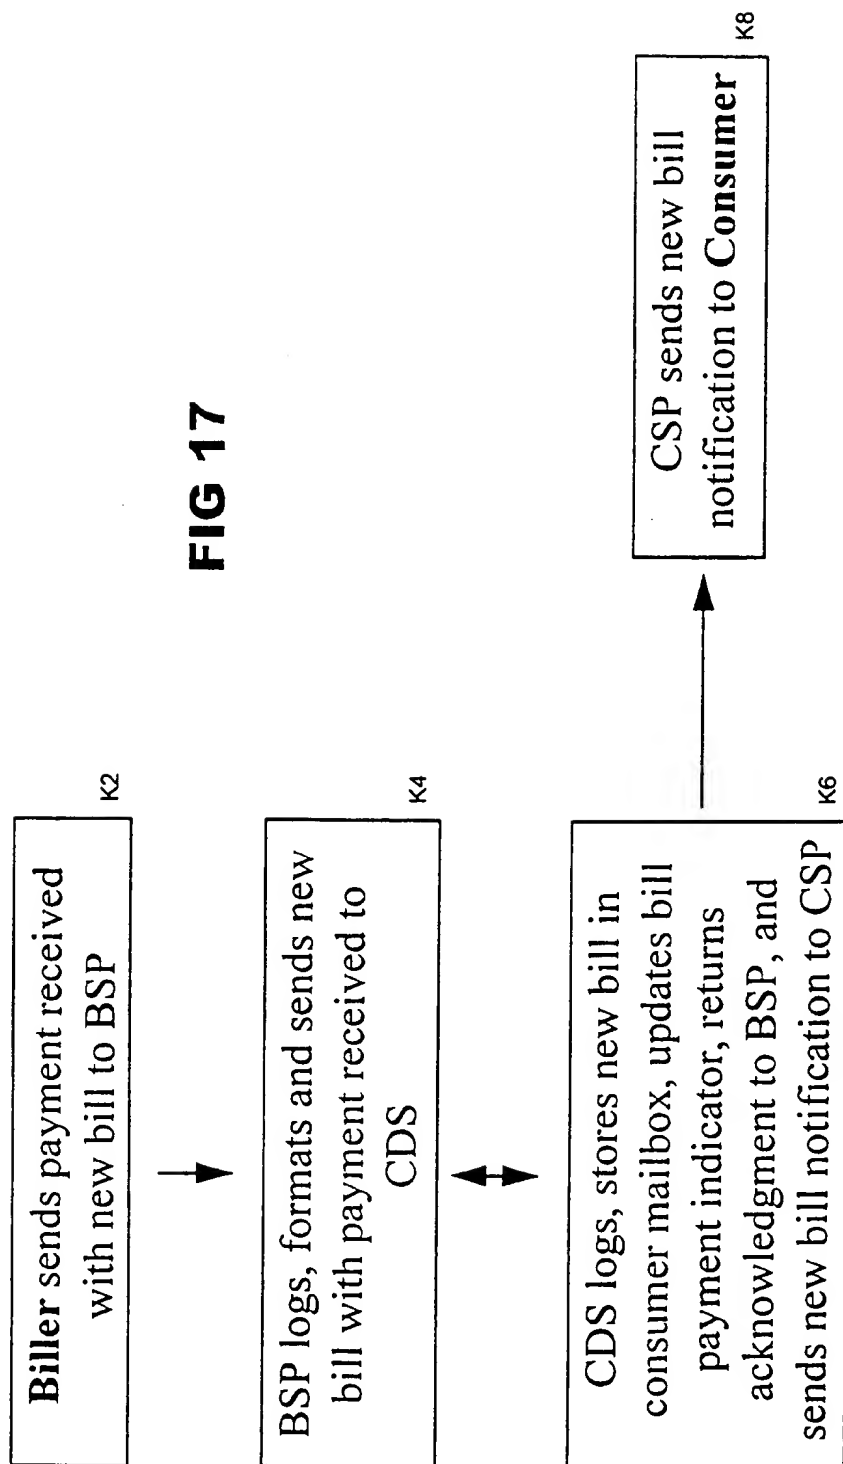 Biller sends payment received
with new bill to BSP
K2
BSP logs, formats and sends new
bill with payment received to
CDS
K4
CDS logs, stores new bill in
consumer mailbox, updates bill
payment indicator, returns
acknowledgment to BSP, and
sends new bill notification to CSP
K6
CSP sends new bill
notification to Consumer
K8
FIG 17